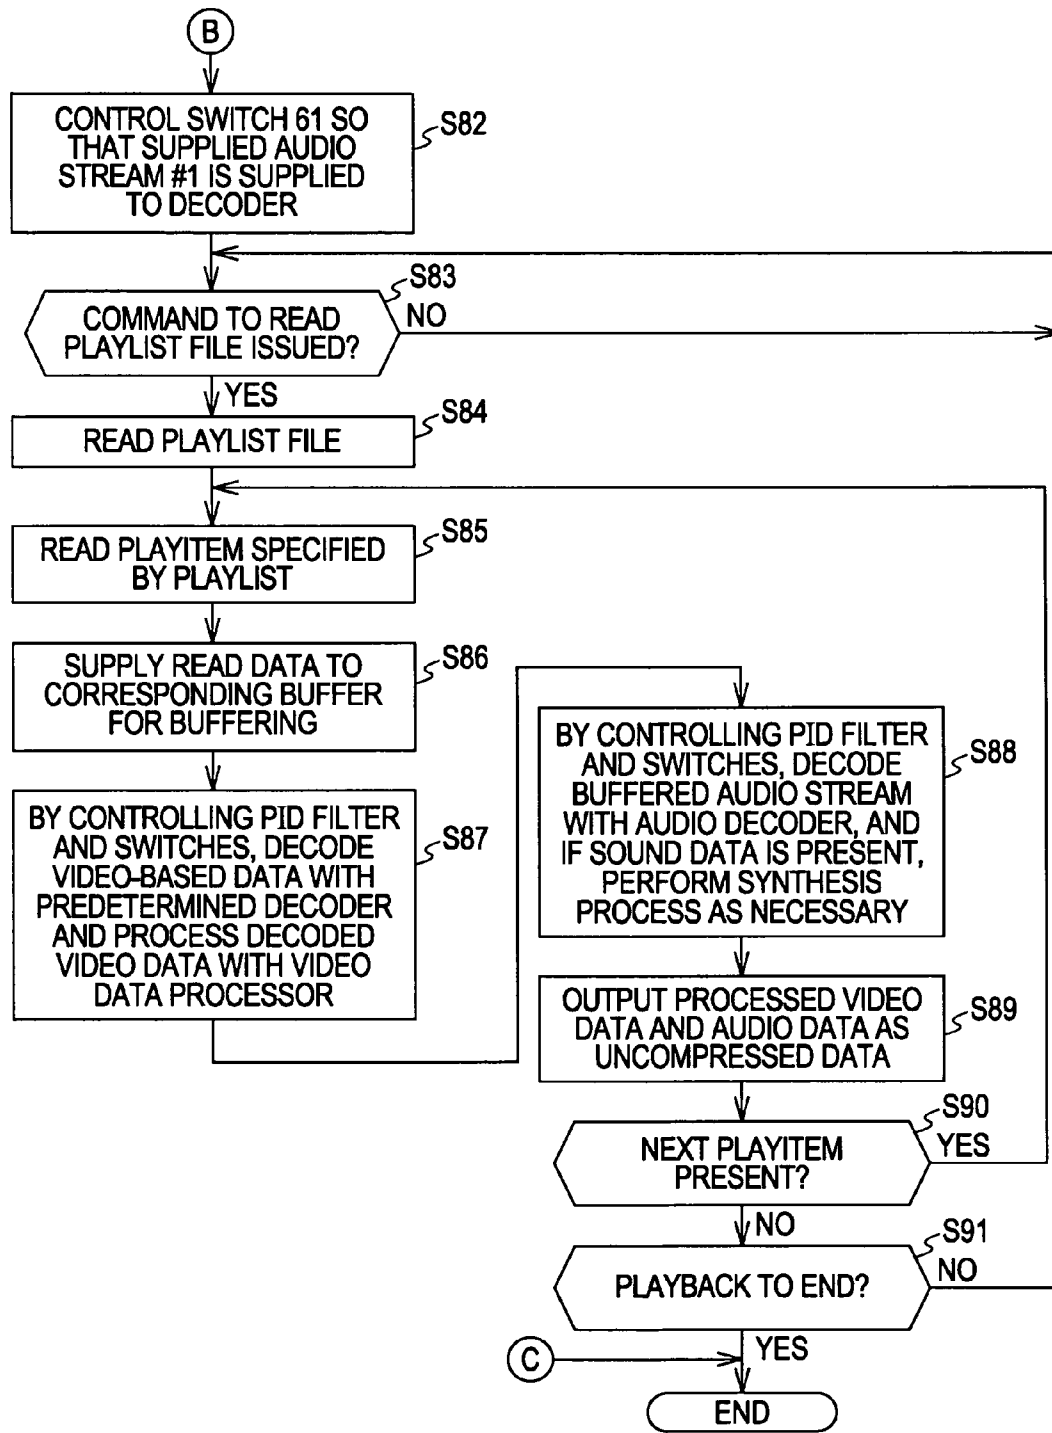 B
CONTROL SWITCH 61 SO
THAT SUPPLIED AUDIO
STREAM #1 IS SUPPLIED
TO DECODER
S82
S83
COMMAND TO READ
PLAYLIST FILE ISSUED?
NO
YES
S84
READ PLAYLIST FILE
S85
READ PLAYITEM SPECIFIED
BY PLAYLIST
S86
SUPPLY READ DATA TO
CORRESPONDING BUFFER
FOR BUFFERING
S87
BY CONTROLLING PID FILTER
AND SWITCHES, DECODE
VIDEO-BASED DATA WITH
PREDETERMINED DECODER
AND PROCESS DECODED
VIDEO DATA WITH VIDEO
DATA PROCESSOR
S88
BY CONTROLLING PID FILTER
AND SWITCHES, DECODE
BUFFERED AUDIO STREAM
WITH AUDIO DECODER, AND
IF SOUND DATA IS PRESENT,
PERFORM SYNTHESIS
PROCESS AS NECESSARY
S89
OUTPUT PROCESSED VIDEO
DATA AND AUDIO DATA AS
UNCOMPRESSED DATA
S90
NEXT PLAYITEM
PRESENT?
YES
NO
S91
PLAYBACK TO END?
NO
YES
C
END